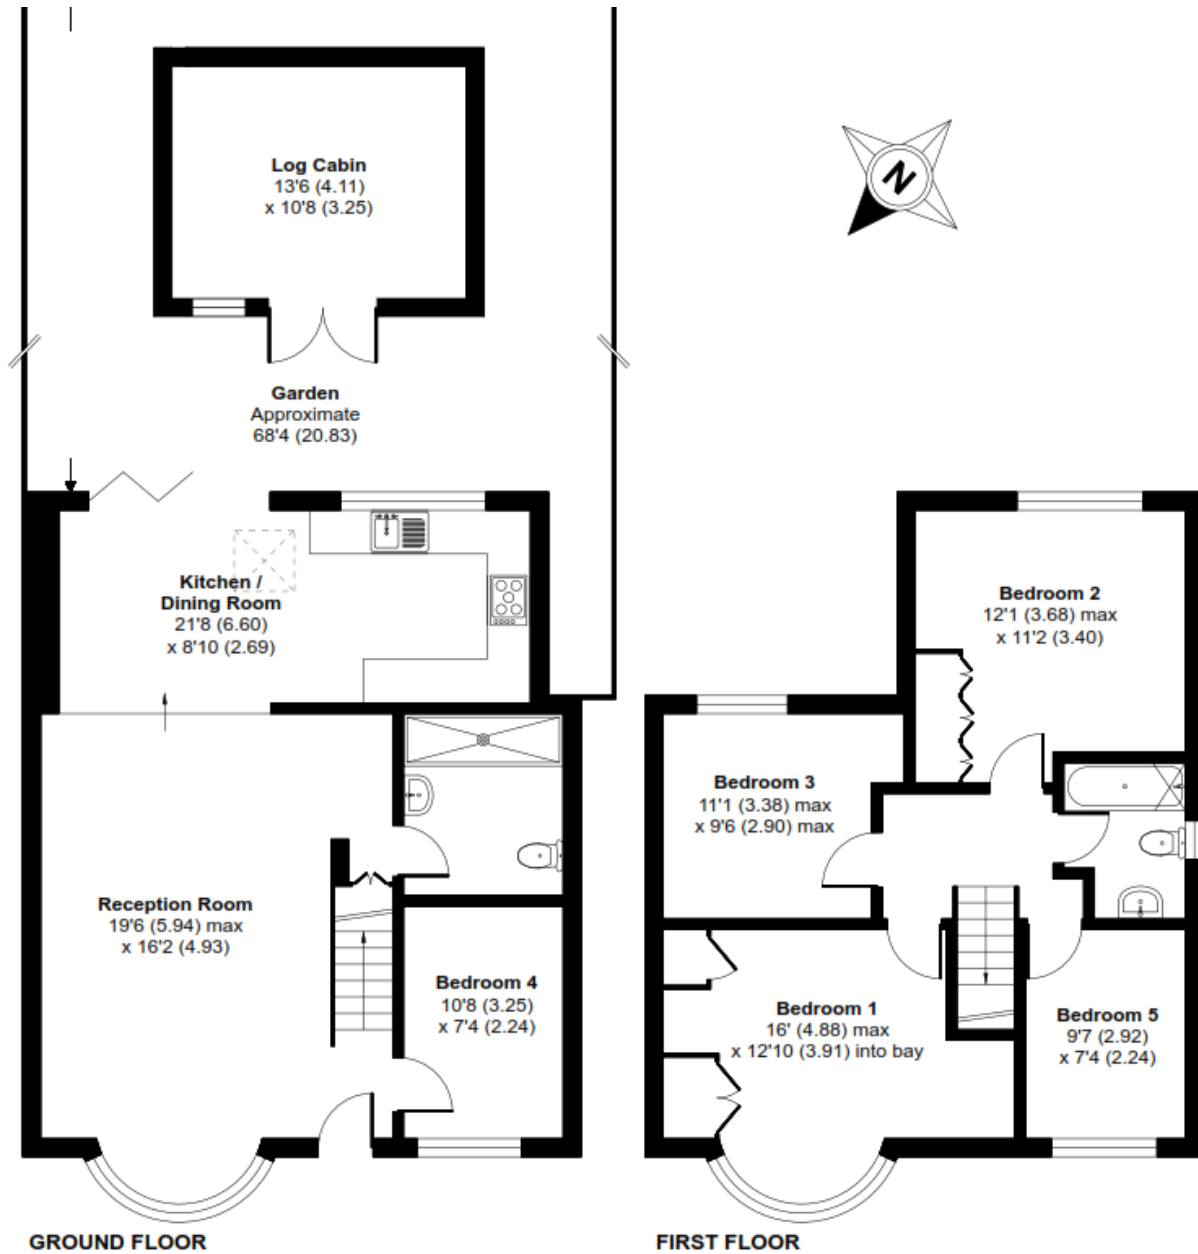 Log Cabin
13'6 (4.11)
x 10'8 (3.25)
N
Garden
Approximate
68'4 (20.83)
Kitchen /
Dining Room
21'8 (6.60)
x 8'10 (2.69)
Bedroom 2
12'1 (3.68) max
x 11'2 (3.40)
Bedroom 3
11'1 (3.38) max
x 9'6 (2.90) max
Reception Room
19'6 (5.94) max
x 16'2 (4.93)
Bedroom 4
10'8 (3.25)
x 7'4 (2.24)
Bedroom 1
16' (4.88) max
x 12'10 (3.91) into bay
Bedroom 5
9'7 (2.92)
x 7'4 (2.24)
GROUND FLOOR
FIRST FLOOR